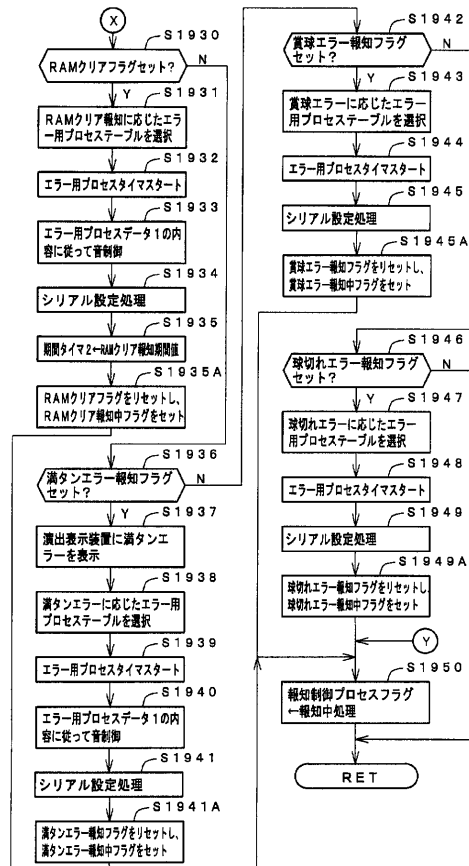 X
S1930
RAMクリアフラグセット?
N
Y
S1931
RAMクリア報知に応じたエラ
ー用プロセステーブルを選択
S1932
エラー用プロセスタイマスタート
S1933
エラー用プロセスデータ1の内
容に従って音制御
S1934
シリアル設定処理
S1935
期間タイマ2←RAMクリア報知期間値
S1935A
RAMクリアフラグをリセットし、
RAMクリア報知中フラグをセット
S1936
満タンエラー報知フラグ
セット?
N
Y
S1937
演出表示装置に満タンエ
ラーを表示
S1938
満タンエラーに応じたエラー用
プロセステーブルを選択
S1939
エラー用プロセスタイマスタート
S1940
エラー用プロセスデータ1の内
容に従って音制御
S1941
シリアル設定処理
S1941A
満タンエラー報知フラグをリセットし、
満タンエラー報知中フラグをセット
S1942
賞球エラー報知フラグ
セット?
N
Y
S1943
賞球エラーに応じたエラー
用プロセステーブルを選択
S1944
エラー用プロセスタイマスタート
S1945
シリアル設定処理
S1945A
賞球エラー報知フラグをリセットし、
賞球エラー報知中フラグをセット
S1946
球切れエラー報知フラグ
セット?
N
Y
S1947
球切れエラーに応じたエラー
用プロセステーブルを選択
S1948
エラー用プロセスタイマスタート
S1949
シリアル設定処理
S1949A
球切れエラー報知フラグをリセットし、
球切れエラー報知中フラグをセット
Y
S1950
報知制御プロセスフラグ
←報知中処理
RET